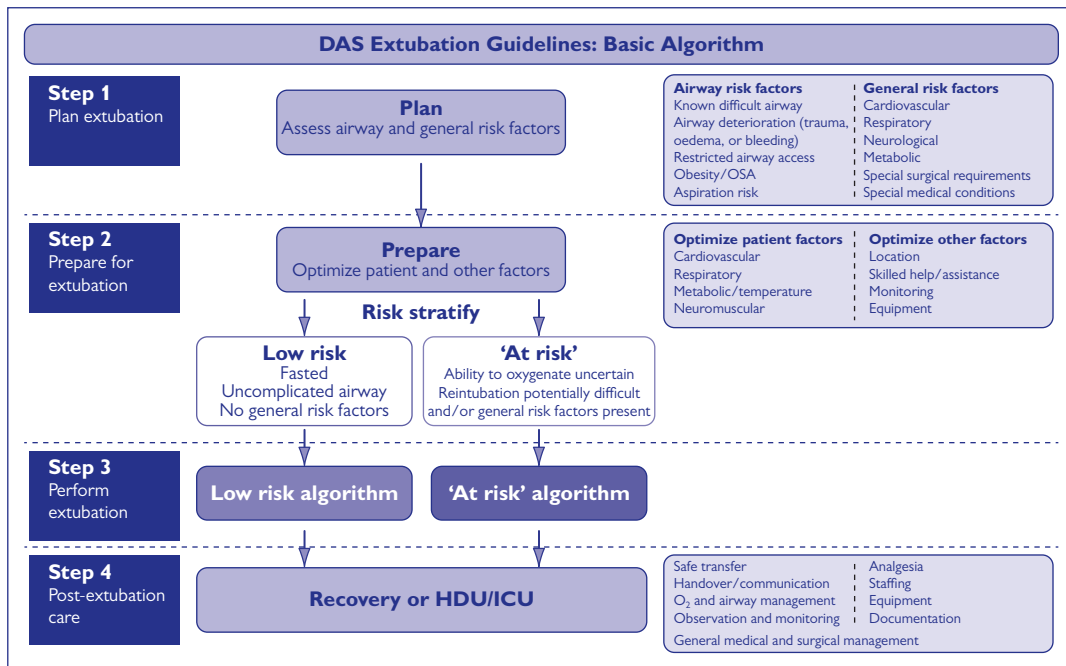 DAS Extubation Guidelines: Basic Algorithm
Step 1
Plan extubation
Plan
Assess airway and general risk factors
Airway risk factors
Known difficult airway
Airway deterioration (trauma,
oedema, or bleeding)
Restricted airway access
Obesity/OSA
Aspiration risk
General risk factors
Cardiovascular
Respiratory
Neurological
Metabolic
Special surgical requirements
Special medical conditions
Step 2
Prepare for
extubation
Prepare
Optimize patient and other factors
Optimize patient factors
Cardiovascular
Respiratory
Metabolic/temperature
Neuromuscular
Optimize other factors
Location
Skilled help/assistance
Monitoring
Equipment
Risk stratify
Low risk
Fasted
Uncomplicated airway
No general risk factors
‘At risk’
Ability to oxygenate uncertain
Reintubation potentially difficult
and/or general risk factors present
Step 3
Perform
extubation
Low risk algorithm
‘At risk’ algorithm
Step 4
Post-extubation
care
Recovery or HDU/ICU
Safe transfer
Handover/communication
O₂ and airway management
Observation and monitoring
Analgesia
Staffing
Equipment
Documentation
General medical and surgical management